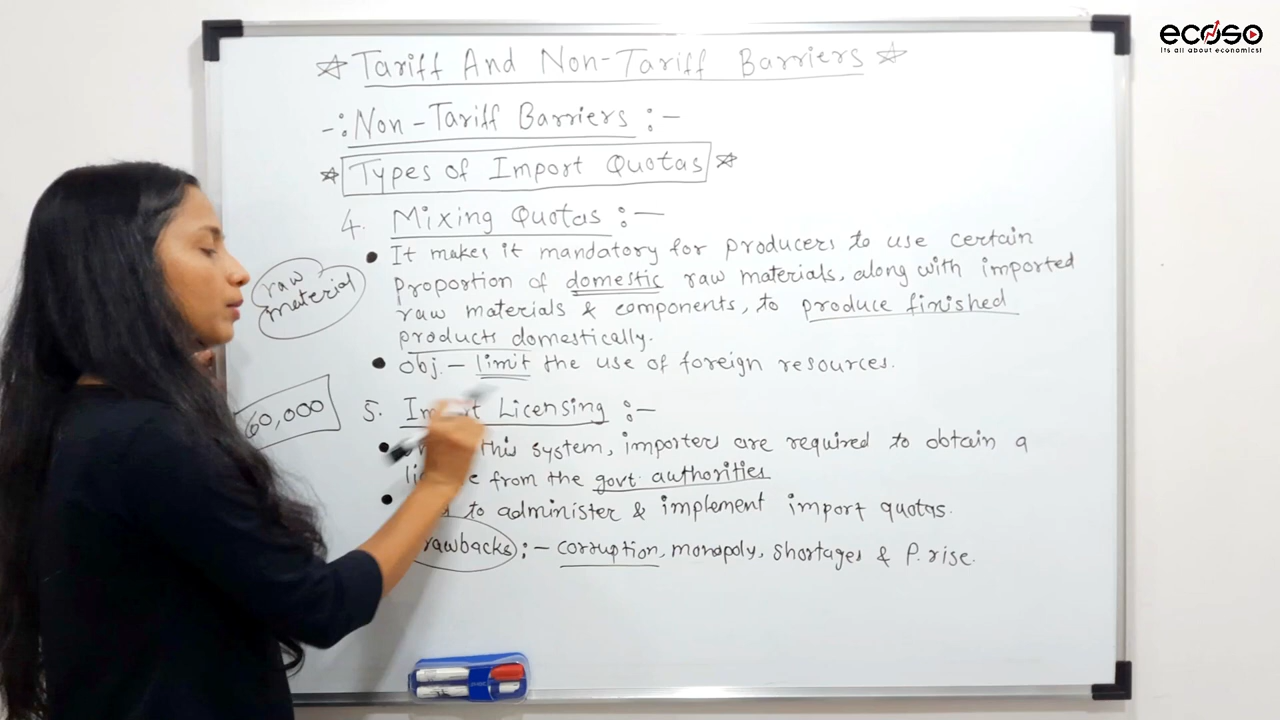 ecoso
Its all about economics!
Tariff And Non-Tariff Barriers
-: Non-Tariff Barriers :-
Types of Import Quotas
4. Mixing Quotas :-
• It makes it mandatory for producers to use certain
proportion of domestic raw materials, along with imported
raw materials & components, to produce finished
products domestically.
raw
material
• Obj. - limit the use of foreign resources.
60,000
5. Import Licensing :-
• this system, importers are required to obtain a
from the govt. authorities
• to administer & implement import quotas.
rawbacks :- corruption, monopoly, shortages & P. rise.